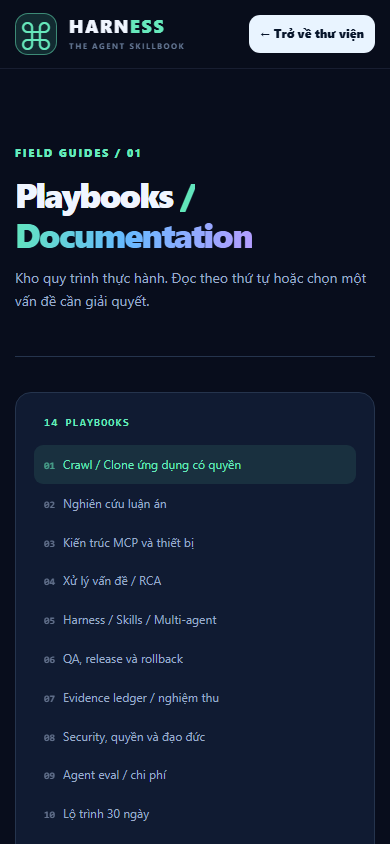 HARNESS
THE AGENT SKILLBOOK
← Trở về thư viện
FIELD GUIDES / 01
Playbooks /
Documentation
Kho quy trình thực hành. Đọc theo thứ tự hoặc chọn một
vấn đề cần giải quyết.
14 PLAYBOOKS
01 Crawl / Clone ứng dụng có quyền
02 Nghiên cứu luận án
03 Kiến trúc MCP và thiết bị
04 Xử lý vấn đề / RCA
05 Harness / Skills / Multi-agent
06 QA, release và rollback
07 Evidence ledger / nghiệm thu
08 Security, quyền và đạo đức
09 Agent eval / chi phí
10 Lộ trình 30 ngày